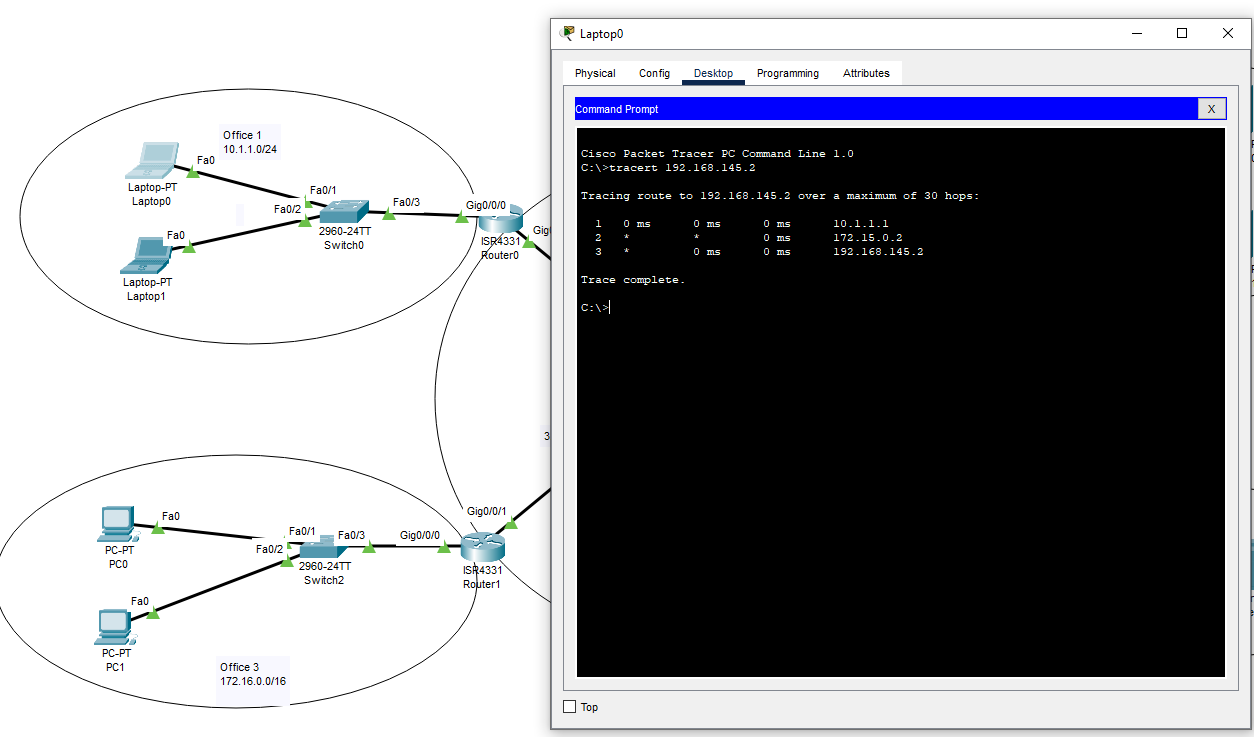 Office 1
10.1.1.0/24
Fa0
Laptop-PT
Laptop0
Fa0/1
Fa0/2
Fa0/3
2960-24TT
Switch0
Gig0/0/0
ISR4331
Router0
Fa0
Laptop-PT
Laptop1
Gig0/0/1
Fa0
PC-PT
PC0
Fa0/1
Fa0/2
Fa0/3
2960-24TT
Switch2
Gig0/0/0
ISR4331
Router1
Fa0
PC-PT
PC1
Office 3
172.16.0.0/16
Laptop0
Physical Config Desktop Programming Attributes
Command Prompt X
Cisco Packet Tracer PC Command Line 1.0
C:\>tracert 192.168.145.2
Tracing route to 192.168.145.2 over a maximum of 30 hops:
1 0 ms 0 ms 0 ms 10.1.1.1
2 * * 0 ms 172.15.0.2
3 * 0 ms 0 ms 192.168.145.2
Trace complete.
C:\>
Top